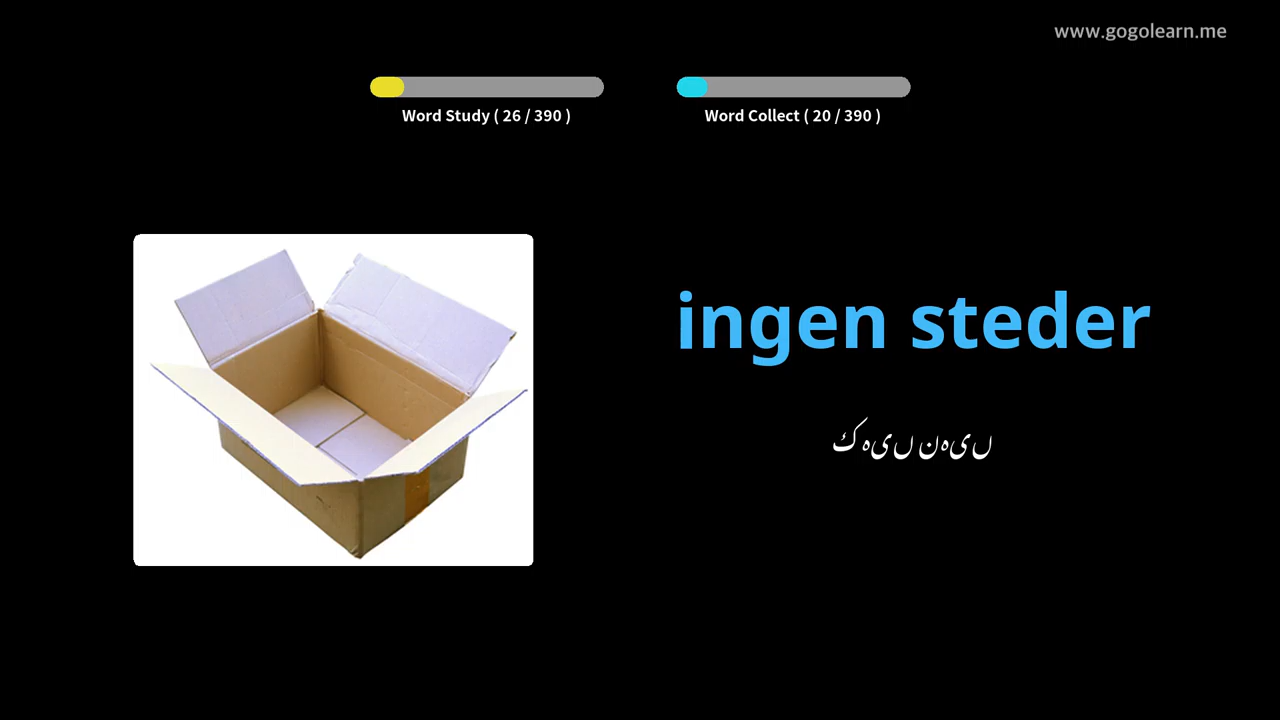 www.gogolearn.me
Word Study ( 26 / 390 )
Word Collect ( 20 / 390 )
ingen steder
کہیں نہیں